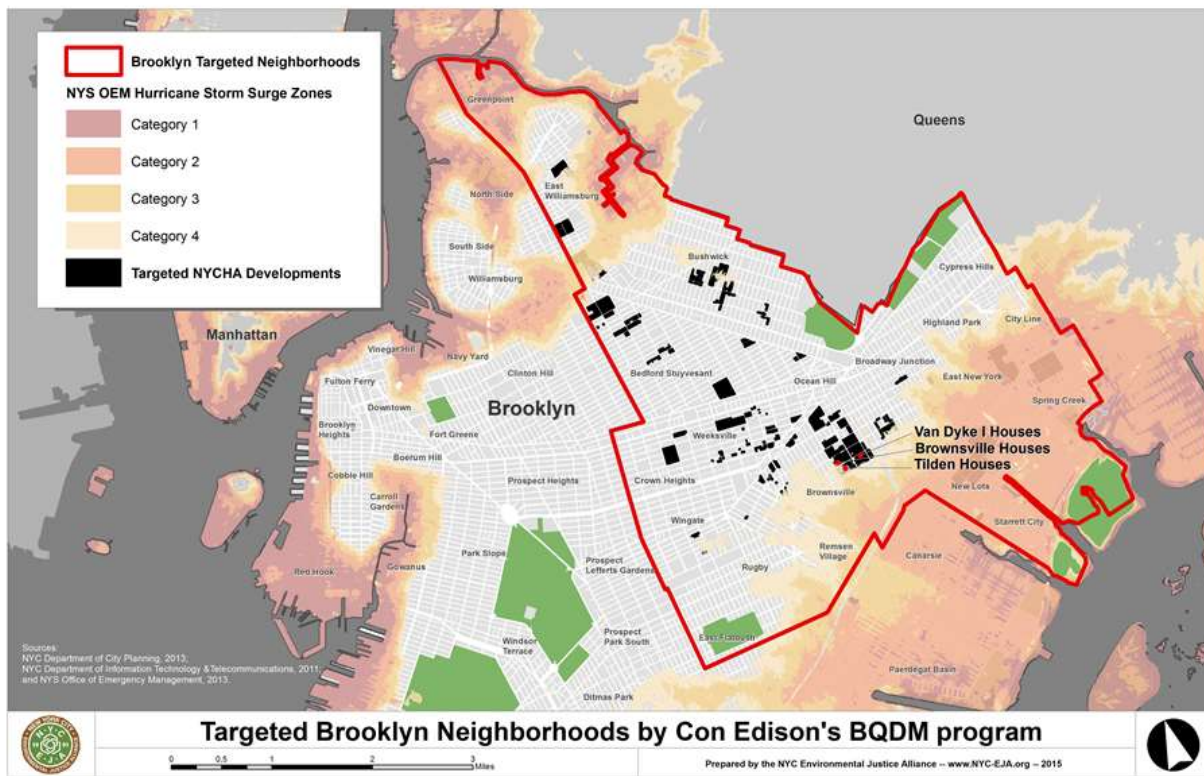 Brooklyn Targeted Neighborhoods
NYS OEM Hurricane Storm Surge Zones
Category 1
Category 2
Category 3
Category 4
Targeted NYCHA Developments
Queens
Greenpoint
North Side
East
Williamsburg
South Side
Williamsburg
Bushwick
Cypress Hills
Highland Park
City Line
Manhattan
Vinegar Hill
Navy Yard
Clinton Hill
Bedford Stuyvesant
Broadway Junction
Ocean Hill
East New York
Spring Creek
Fulton Ferry
Downtown
Brooklyn
Brooklyn
Heights
Fort Greene
Weeksville
Van Dyke I Houses
Brownsville Houses
Tilden Houses
Boerum Hill
Cobble Hill
Prospect Heights
Crown Heights
Brownsville
New Lots
Carroll
Gardens
Wingate
Starrett City
Park Slope
Remsen
Village
Canarsie
Red Hook
Gowanus
Prospect
Lefferts Gardens
Rugby
East Flatbush
Windsor
Terrace
Prospect
Park South
Paerdegat Basin
Ditmas Park
Sources:
NYC Department of City Planning, 2013;
NYC Department of Information Technology & Telecommunications, 2011;
and NYS Office of Emergency Management, 2013.
Targeted Brooklyn Neighborhoods by Con Edison's BQDM program
0 0.5 1 2 3
Miles
Prepared by the NYC Environmental Justice Alliance -- www.NYC-EJA.org -- 2015
NEW YORK CITY
ENVIRONMENTAL JUSTICE ALLIANCE
N.Y.C
E-J-A